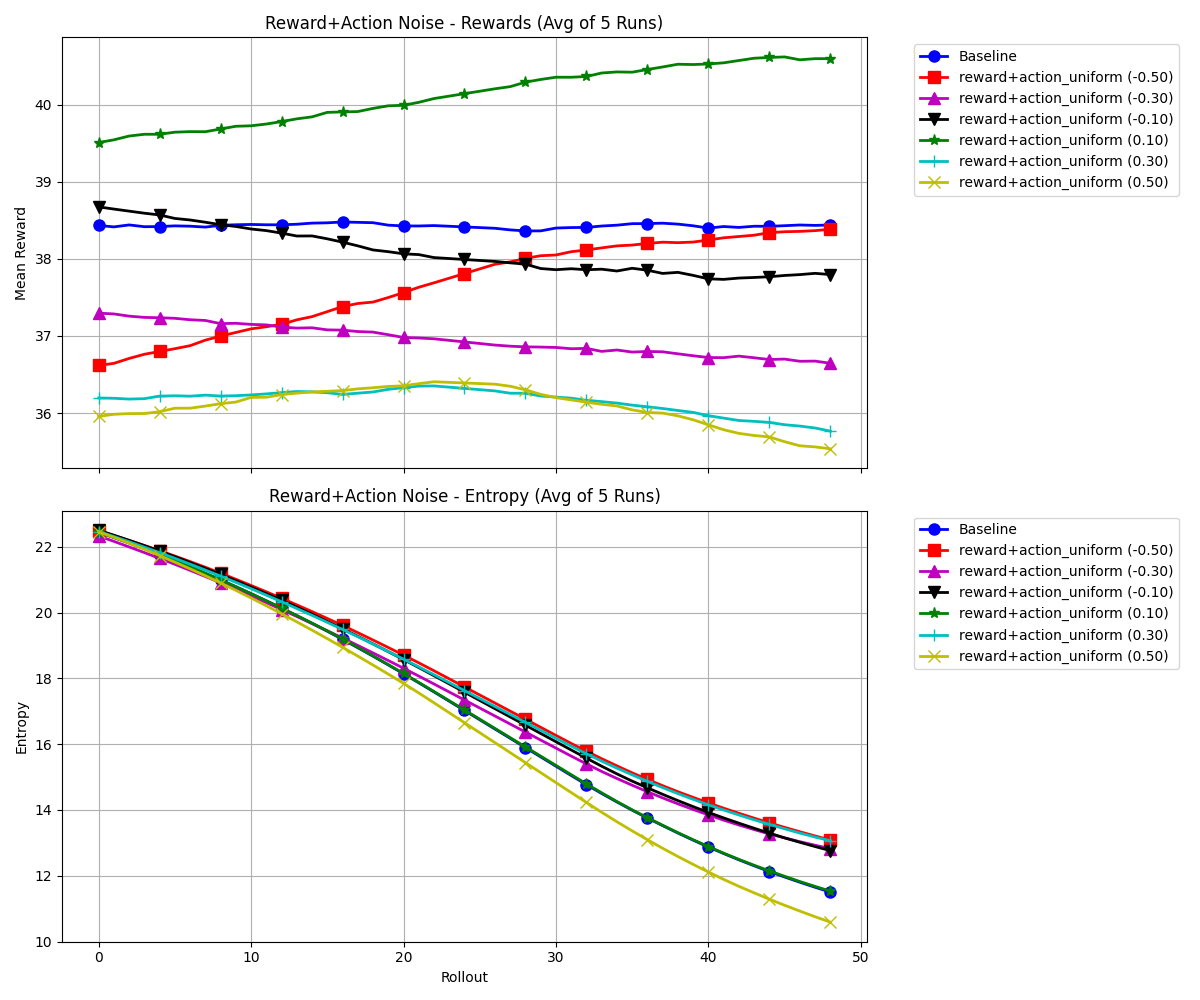 Reward+Action Noise - Rewards (Avg of 5 Runs)
Mean Reward
40
39
38
37
36
Baseline
reward+action_uniform (-0.50)
reward+action_uniform (-0.30)
reward+action_uniform (-0.10)
reward+action_uniform (0.10)
reward+action_uniform (0.30)
reward+action_uniform (0.50)
Reward+Action Noise - Entropy (Avg of 5 Runs)
Entropy
22
20
18
16
14
12
10
0 10 20 30 40 50
Rollout
Baseline
reward+action_uniform (-0.50)
reward+action_uniform (-0.30)
reward+action_uniform (-0.10)
reward+action_uniform (0.10)
reward+action_uniform (0.30)
reward+action_uniform (0.50)